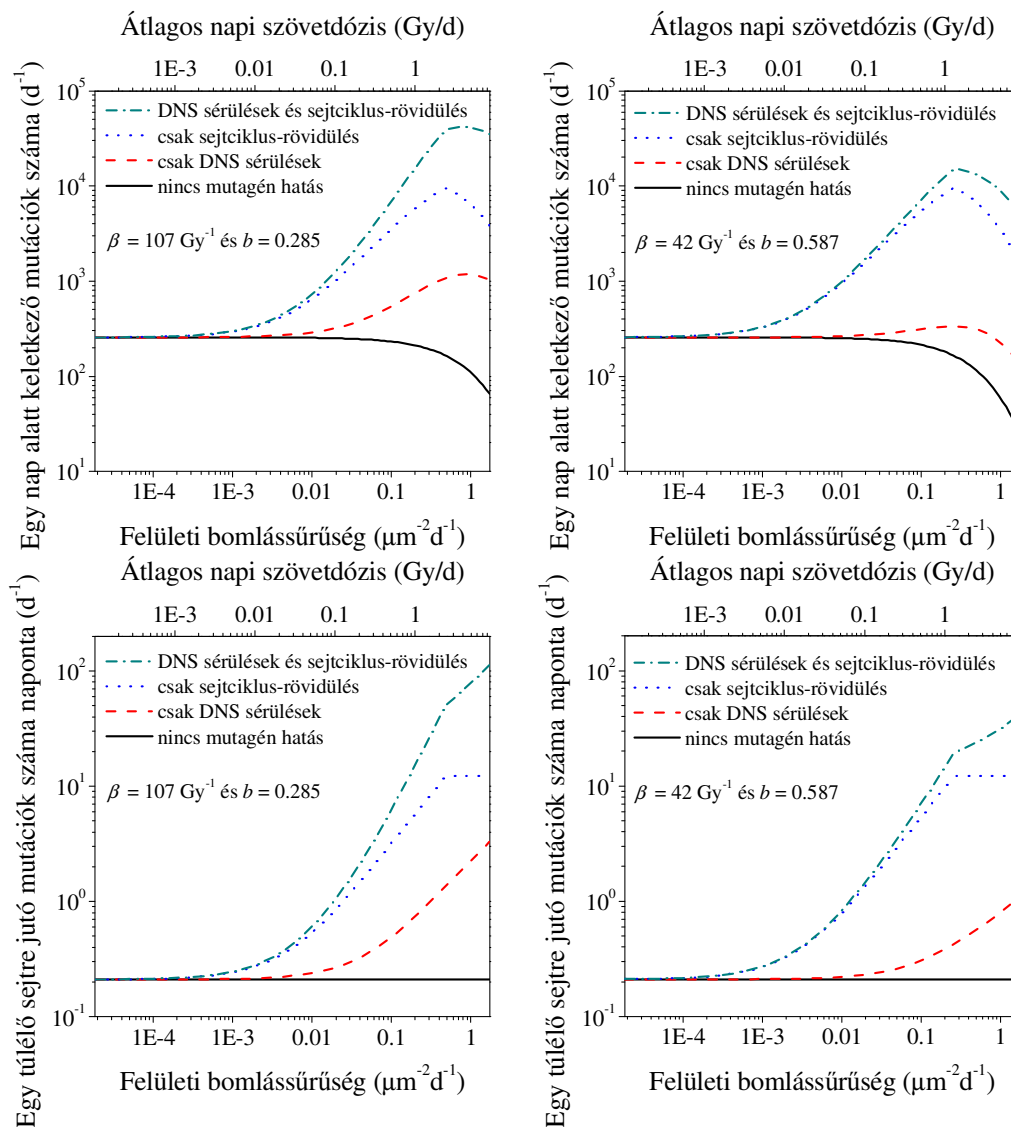 Átlagos napi szövetdózis (Gy/d)
1E-3 0.01 0.1 1
Egy nap alatt keletkező mutációk száma (d-1)
10^5
10^4
10^3
10^2
10^1
DNS sérülések és sejtciklus-rövidülés
csak sejtciklus-rövidülés
csak DNS sérülések
nincs mutagén hatás
β = 107 Gy^-1 és b = 0.285
1E-4 1E-3 0.01 0.1 1
Felületi bomlássűrűség (μm^-2d^-1)
Átlagos napi szövetdózis (Gy/d)
1E-3 0.01 0.1 1
Egy nap alatt keletkező mutációk száma (d^-1)
10^5
10^4
10^3
10^2
10^1
DNS sérülések és sejtciklus-rövidülés
csak sejtciklus-rövidülés
csak DNS sérülések
nincs mutagén hatás
β = 42 Gy^-1 és b = 0.587
1E-4 1E-3 0.01 0.1 1
Felületi bomlássűrűség (μm^-2d^-1)
Átlagos napi szövetdózis (Gy/d)
1E-3 0.01 0.1 1
Egy túlélő sejtre jutó mutációk száma naponta (d^-1)
10^2
10^1
10^0
10^-1
DNS sérülések és sejtciklus-rövidülés
csak sejtciklus-rövidülés
csak DNS sérülések
nincs mutagén hatás
β = 107 Gy^-1 és b = 0.285
1E-4 1E-3 0.01 0.1 1
Felületi bomlássűrűség (μm^-2d^-1)
Átlagos napi szövetdózis (Gy/d)
1E-3 0.01 0.1 1
Egy túlélő sejtre jutó mutációk száma naponta (d^-1)
10^2
10^1
10^0
10^-1
DNS sérülések és sejtciklus-rövidülés
csak sejtciklus-rövidülés
csak DNS sérülések
nincs mutagén hatás
β = 42 Gy^-1 és b = 0.587
1E-4 1E-3 0.01 0.1 1
Felületi bomlássűrűség (μm^-2d^-1)